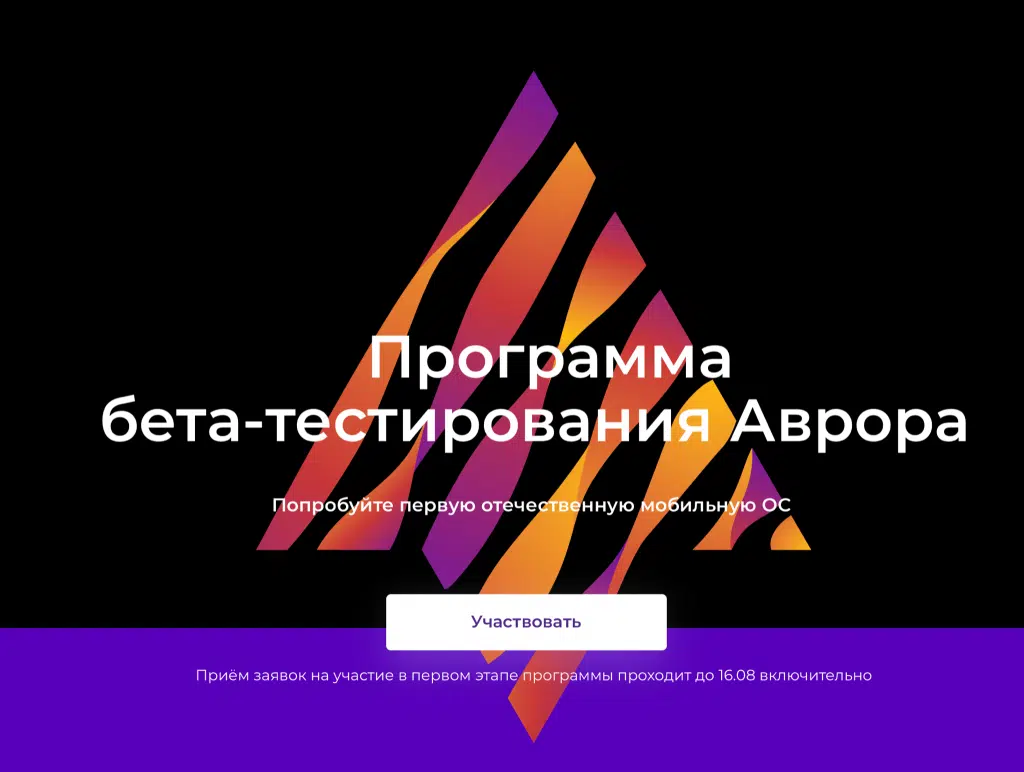 Программа
бета-тестирования Аврора
Попробуйте первую отечественную мобильную ОС
Участвовать
Приём заявок на участие в первом этапе программы проходит до 16.08 включительно